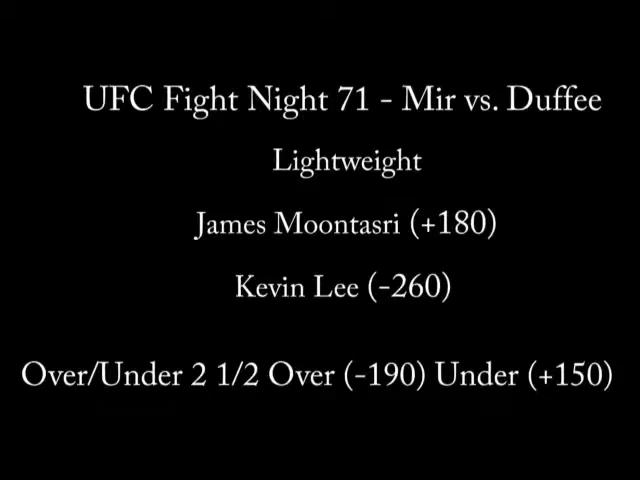 UFC Fight Night 71 - Mir vs. Duffee
Lightweight
James Moontasri (+180)
Kevin Lee (-260)
Over/Under 2 1/2 Over (-190) Under (+150)